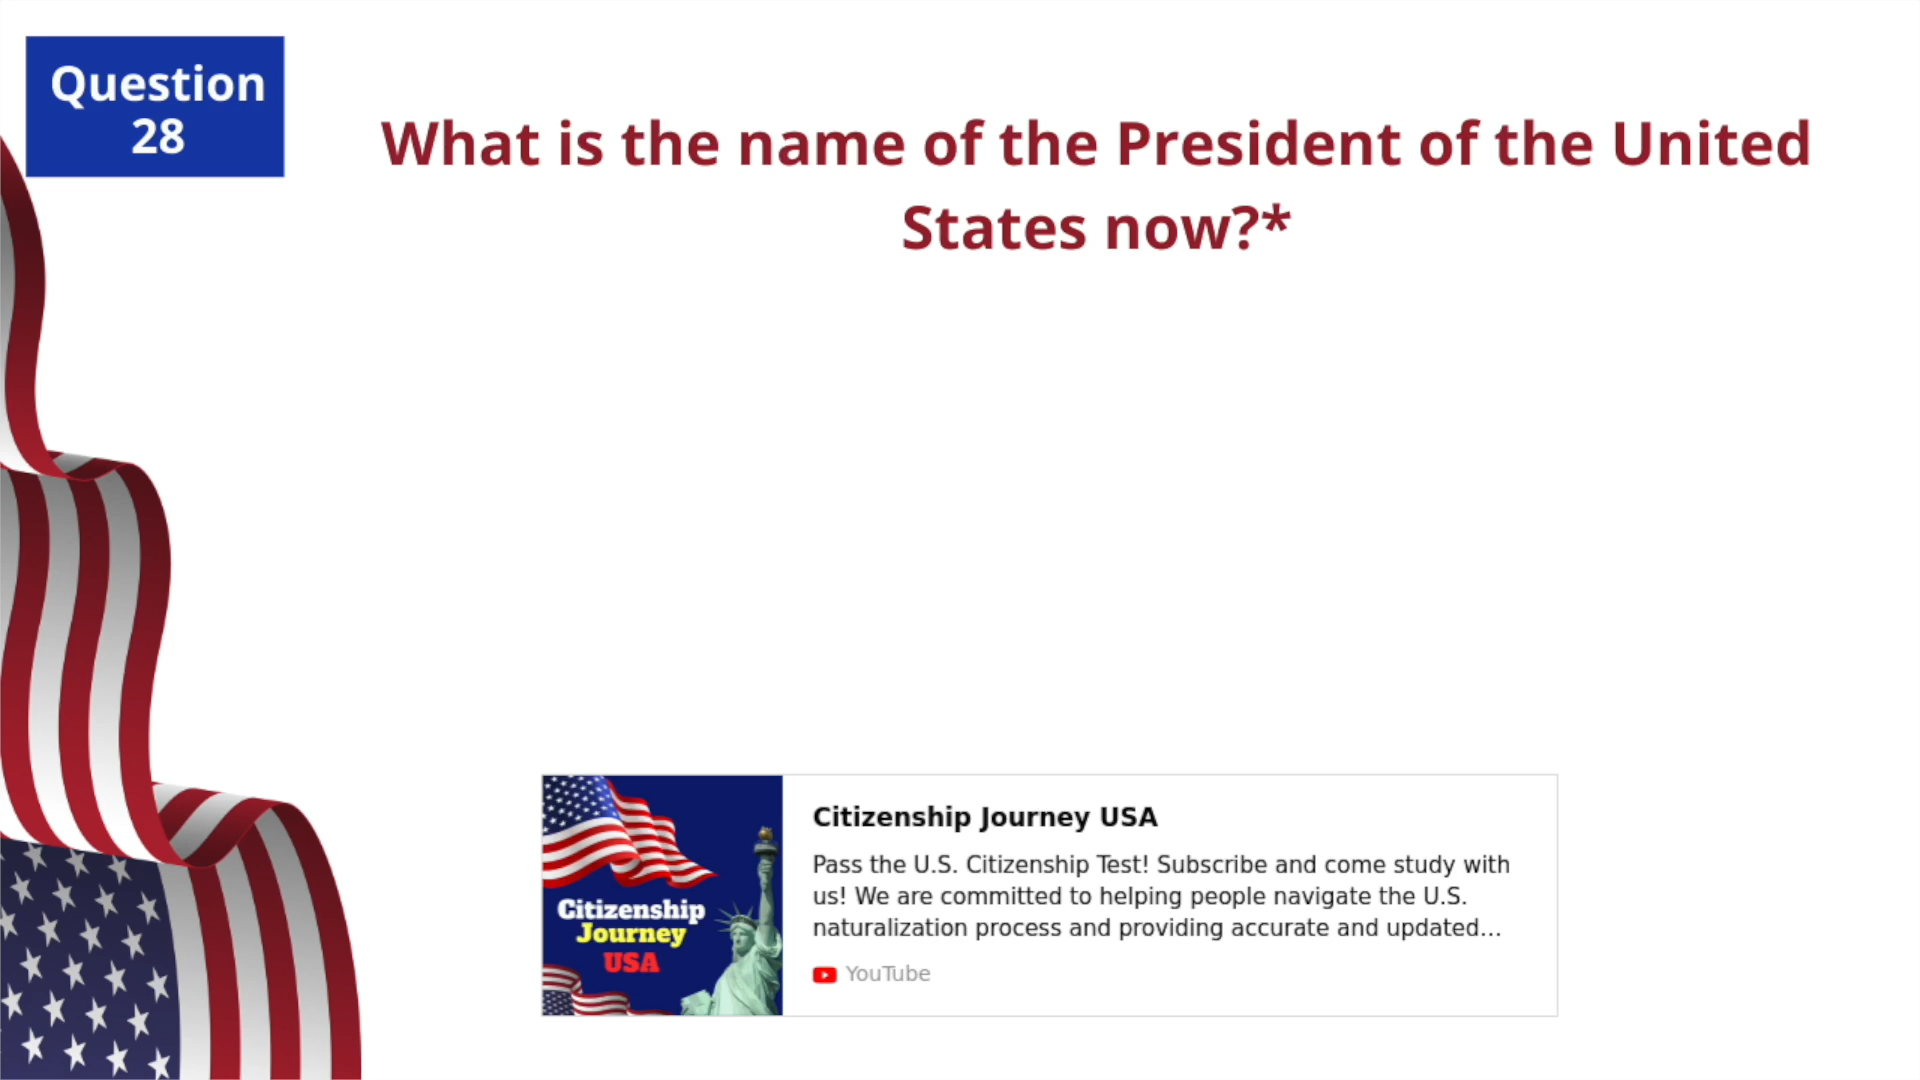 Question
28
What is the name of the President of the United
States now?*
Citizenship
Journey
USA
Citizenship Journey USA
Pass the U.S. Citizenship Test! Subscribe and come study with
us! We are committed to helping people navigate the U.S.
naturalization process and providing accurate and updated...
YouTube